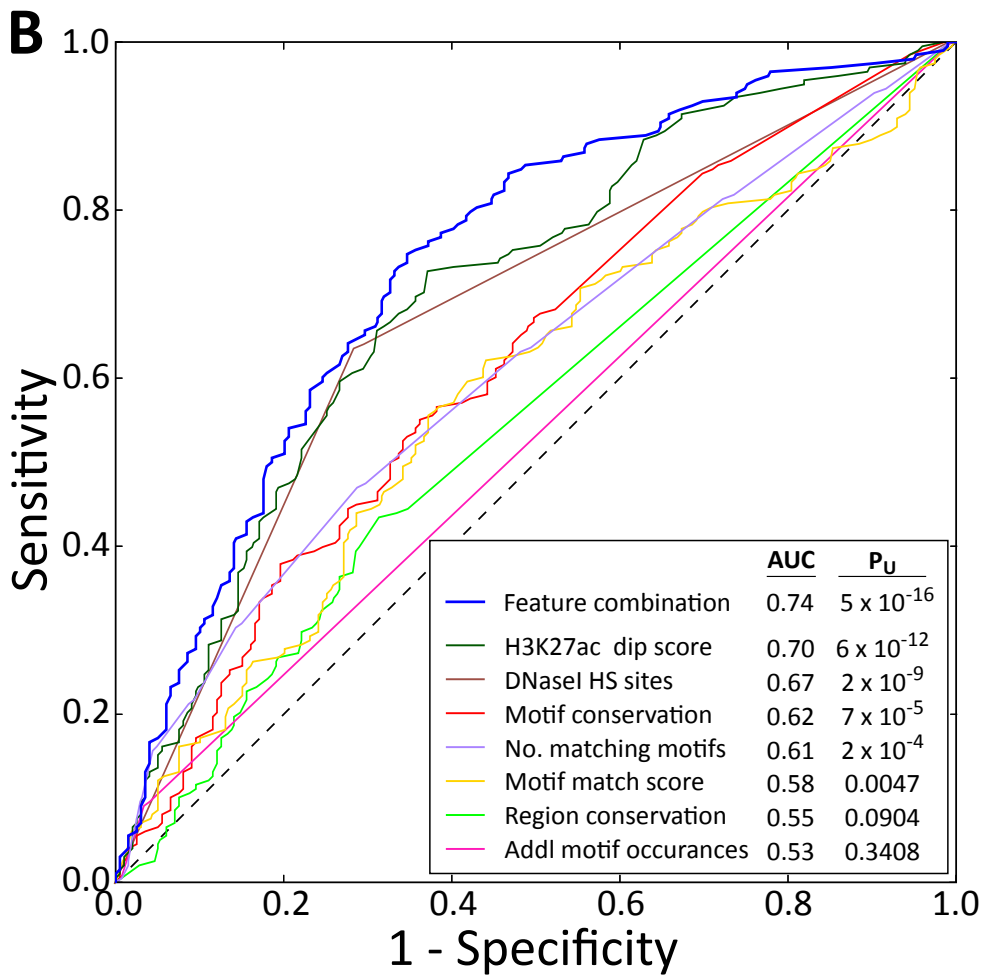 B
1.0
0.8
0.6
0.4
0.2
0.0
Sensitivity
AUC P_U
Feature combination 0.74 5 x 10^-16
H3K27ac dip score 0.70 6 x 10^-12
DNaseI HS sites 0.67 2 x 10^-9
Motif conservation 0.62 7 x 10^-5
No. matching motifs 0.61 2 x 10^-4
Motif match score 0.58 0.0047
Region conservation 0.55 0.0904
Addl motif occurances 0.53 0.3408
0.0 0.2 0.4 0.6 0.8 1.0
1 - Specificity